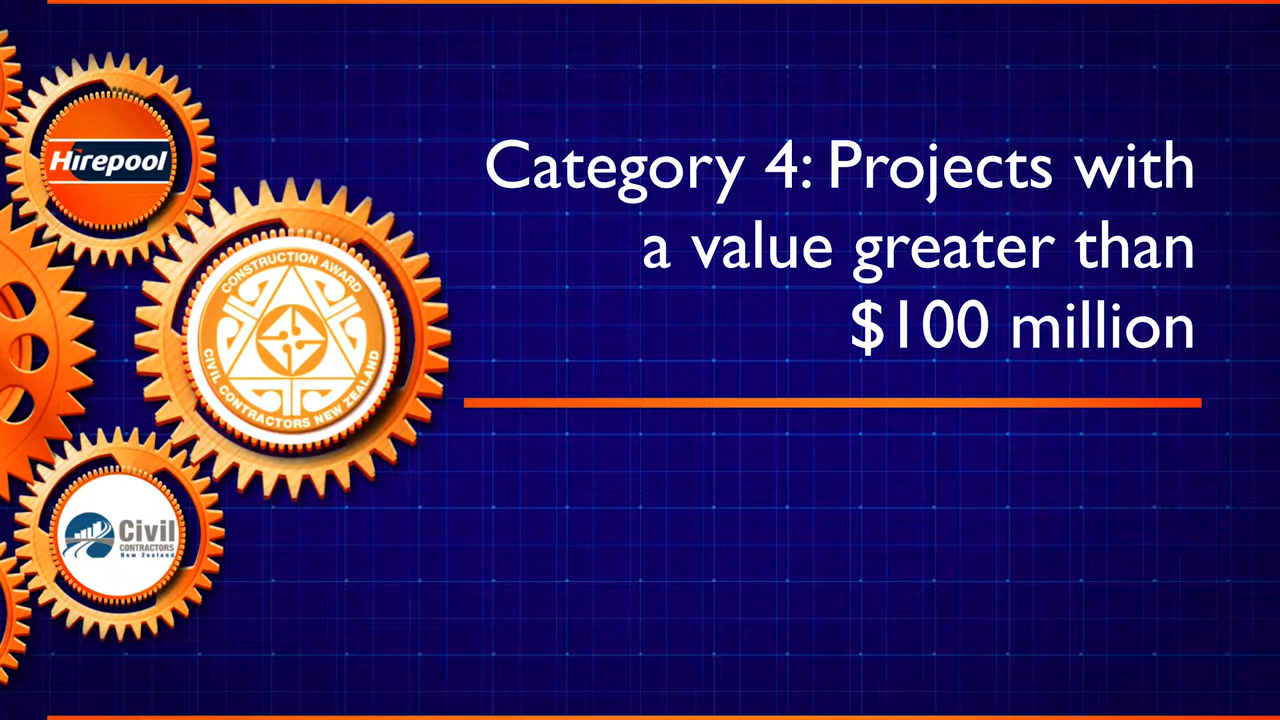 Hirepool
CONSTRUCTION AWARD
CIVIL CONTRACTORS NEW ZEALAND
Civil
CONTRACTORS
New Zealand
Category 4: Projects with
a value greater than
$100 million